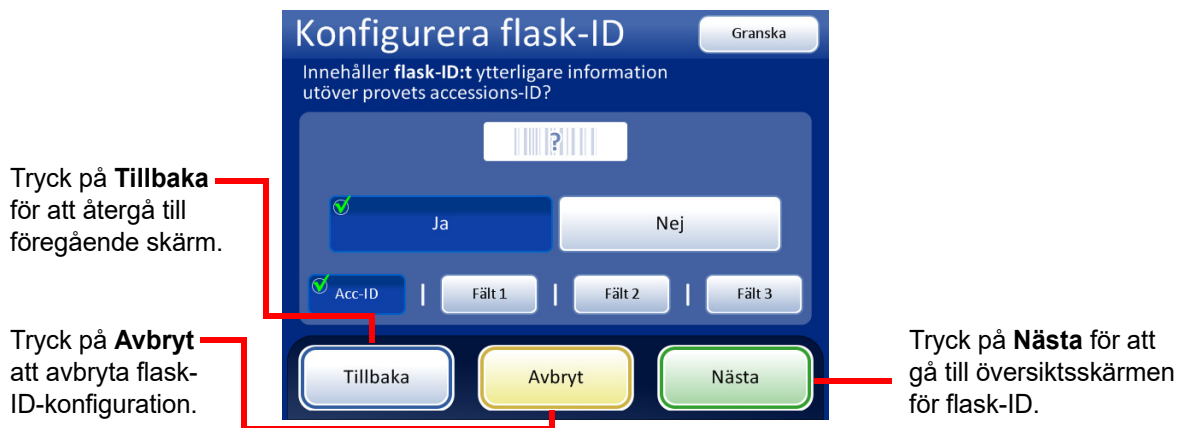 Konfigurera flask-ID
Granska
Innehåller flask-ID:t ytterligare information
utöver provets accessions-ID?
?
Ja
Nej
Acc-ID
|
Fält 1
|
Fält 2
|
Fält 3
Tillbaka
Avbryt
Nästa
Tryck på Tillbaka
för att återgå till
föregående skärm.
Tryck på Avbryt
att avbryta flask-
ID-konfiguration.
Tryck på Nästa för att
gå till översiktsskärmen
för flask-ID.